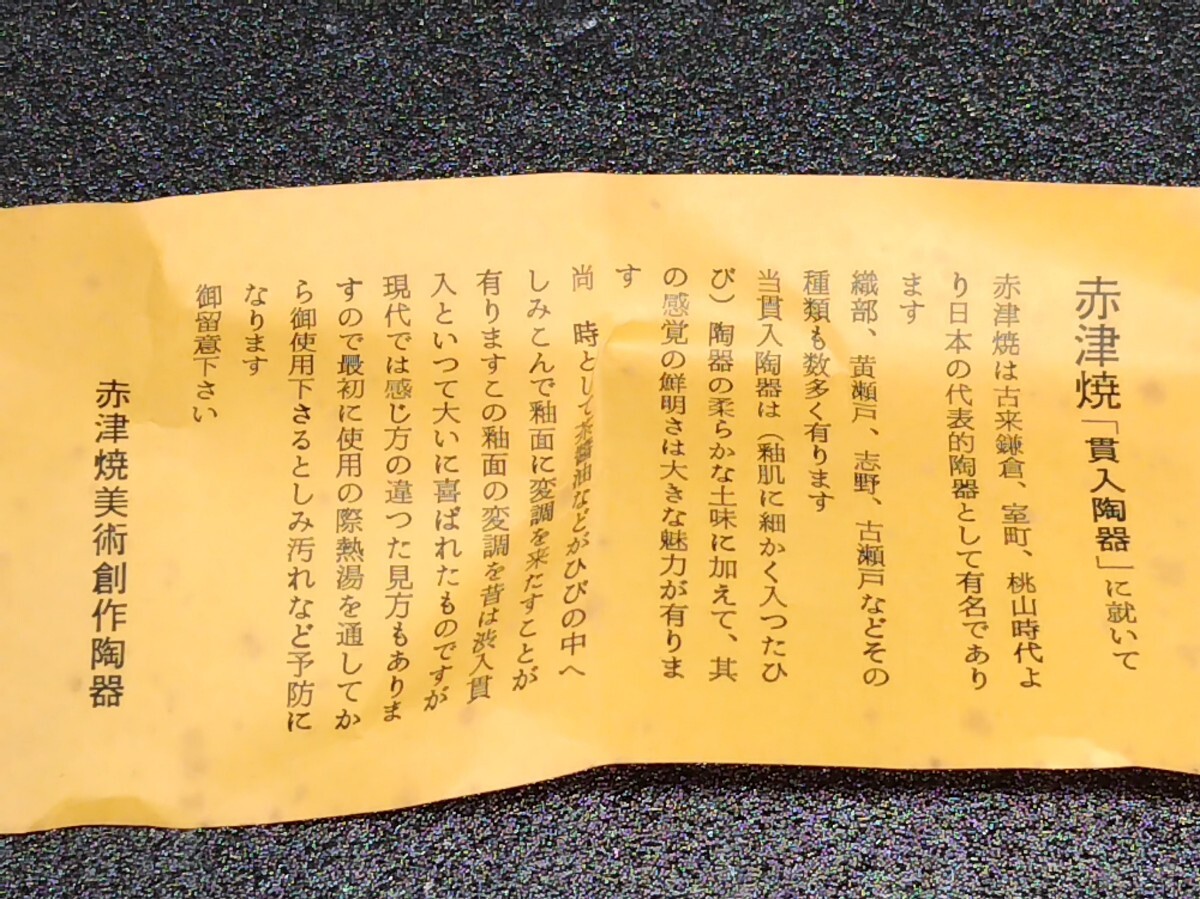 赤津焼「貫入陶器」に就いて
赤津焼は古来鎌倉、室町、桃山時代よ
り日本の代表的陶器として有名であり
ます
織部、黄瀬戸、志野、古瀬戸などその
種類も数多く有ります
当貫入陶器は（釉肌に細かく入つたひ
び）陶器の柔らかな土味に加えて、其
の感覚の鮮明さは大きな魅力が有りま
す
尚　時として茶醤油などがひびの中へ
しみこんで釉面に変調を来たすことが
有りますこの釉面の変調を昔は渋入貫
入といつて大いに喜ばれたものですが
現代では感じ方の違つた見方もありま
すので最初に使用の際熱湯を通してか
ら御使用下さるとしみ汚れなど予防に
なります
御留意下さい
赤津焼美術創作陶器